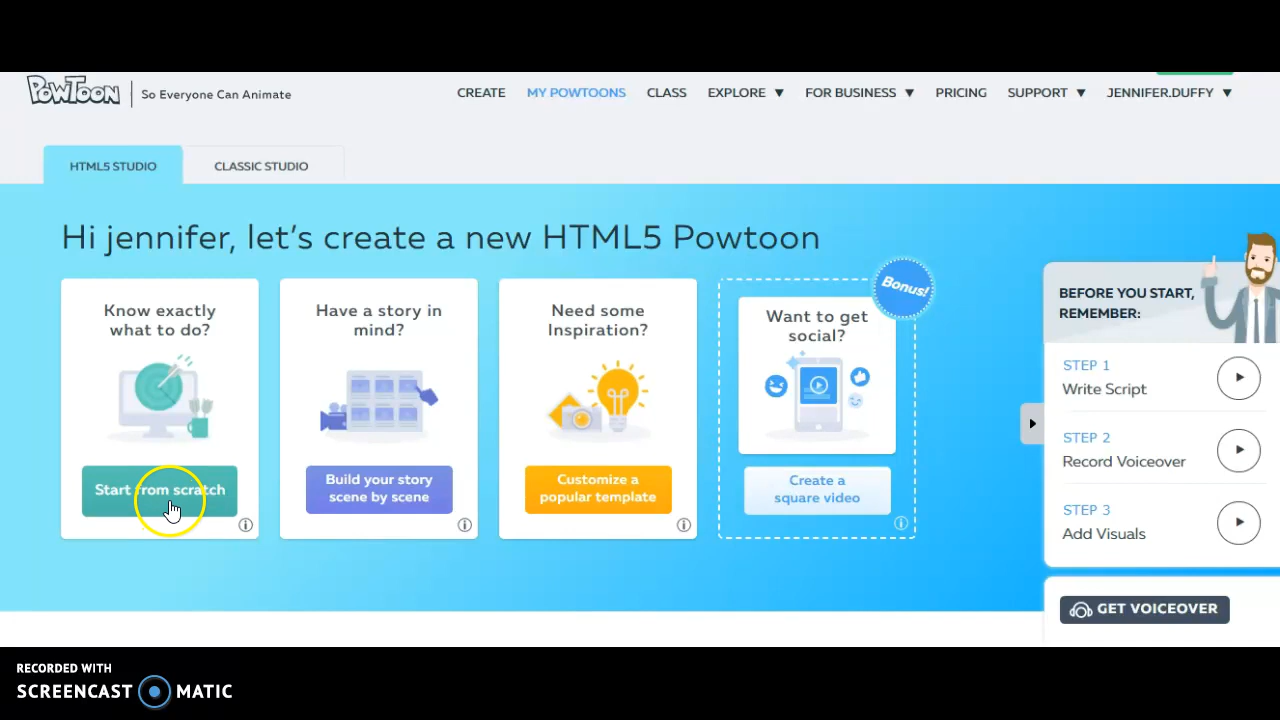 POWTOON So Everyone Can Animate
CREATE MY POWTOONS CLASS EXPLORE ▼ FOR BUSINESS ▼ PRICING SUPPORT ▼ JENNIFER.DUFFY ▼
HTML5 STUDIO CLASSIC STUDIO
Hi jennifer, let's create a new HTML5 Powtoon
Know exactly
what to do?
Start from scratch
Have a story in
mind?
Build your story
scene by scene
Need some
Inspiration?
Customize a
popular template
Bonus!
Want to get
social?
Create a
square video
BEFORE YOU START,
REMEMBER:
STEP 1
Write Script
STEP 2
Record Voiceover
STEP 3
Add Visuals
GET VOICEOVER
RECORDED WITH
SCREENCAST MATIC